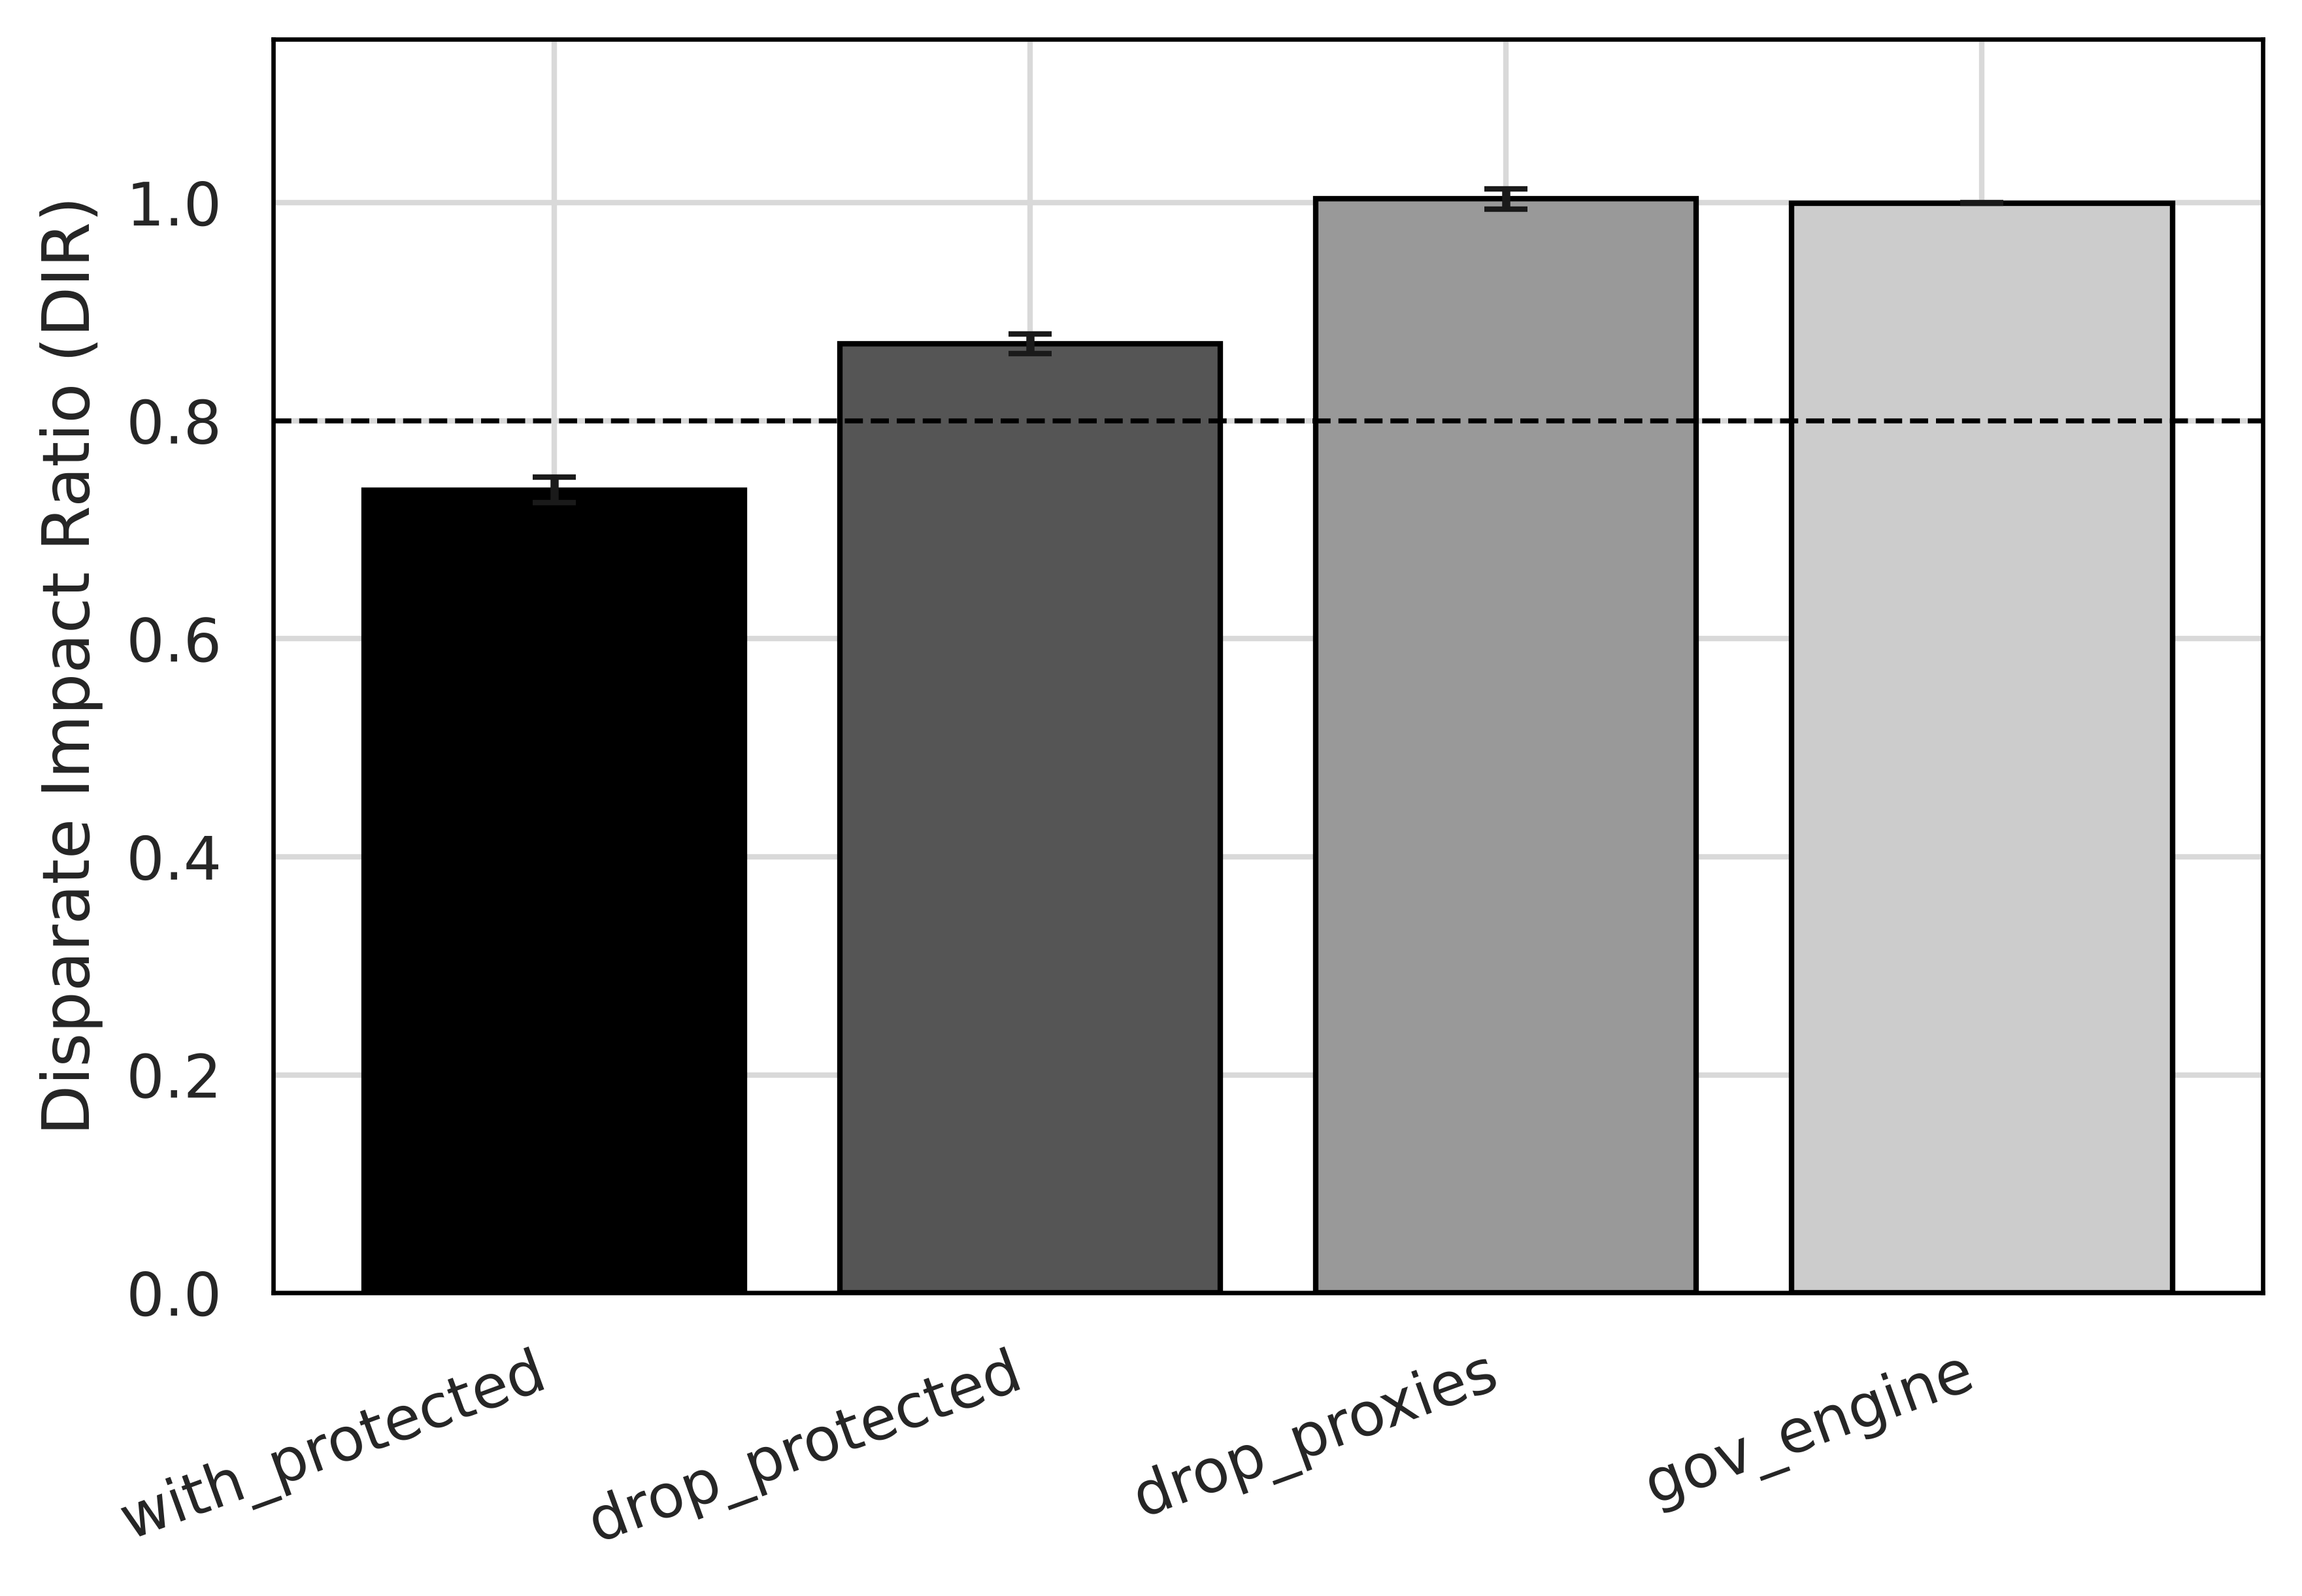 Disparate Impact Ratio (DIR)
1.0
0.8
0.6
0.4
0.2
0.0
with_protected
drop_protected
drop_proxies
gov_engine